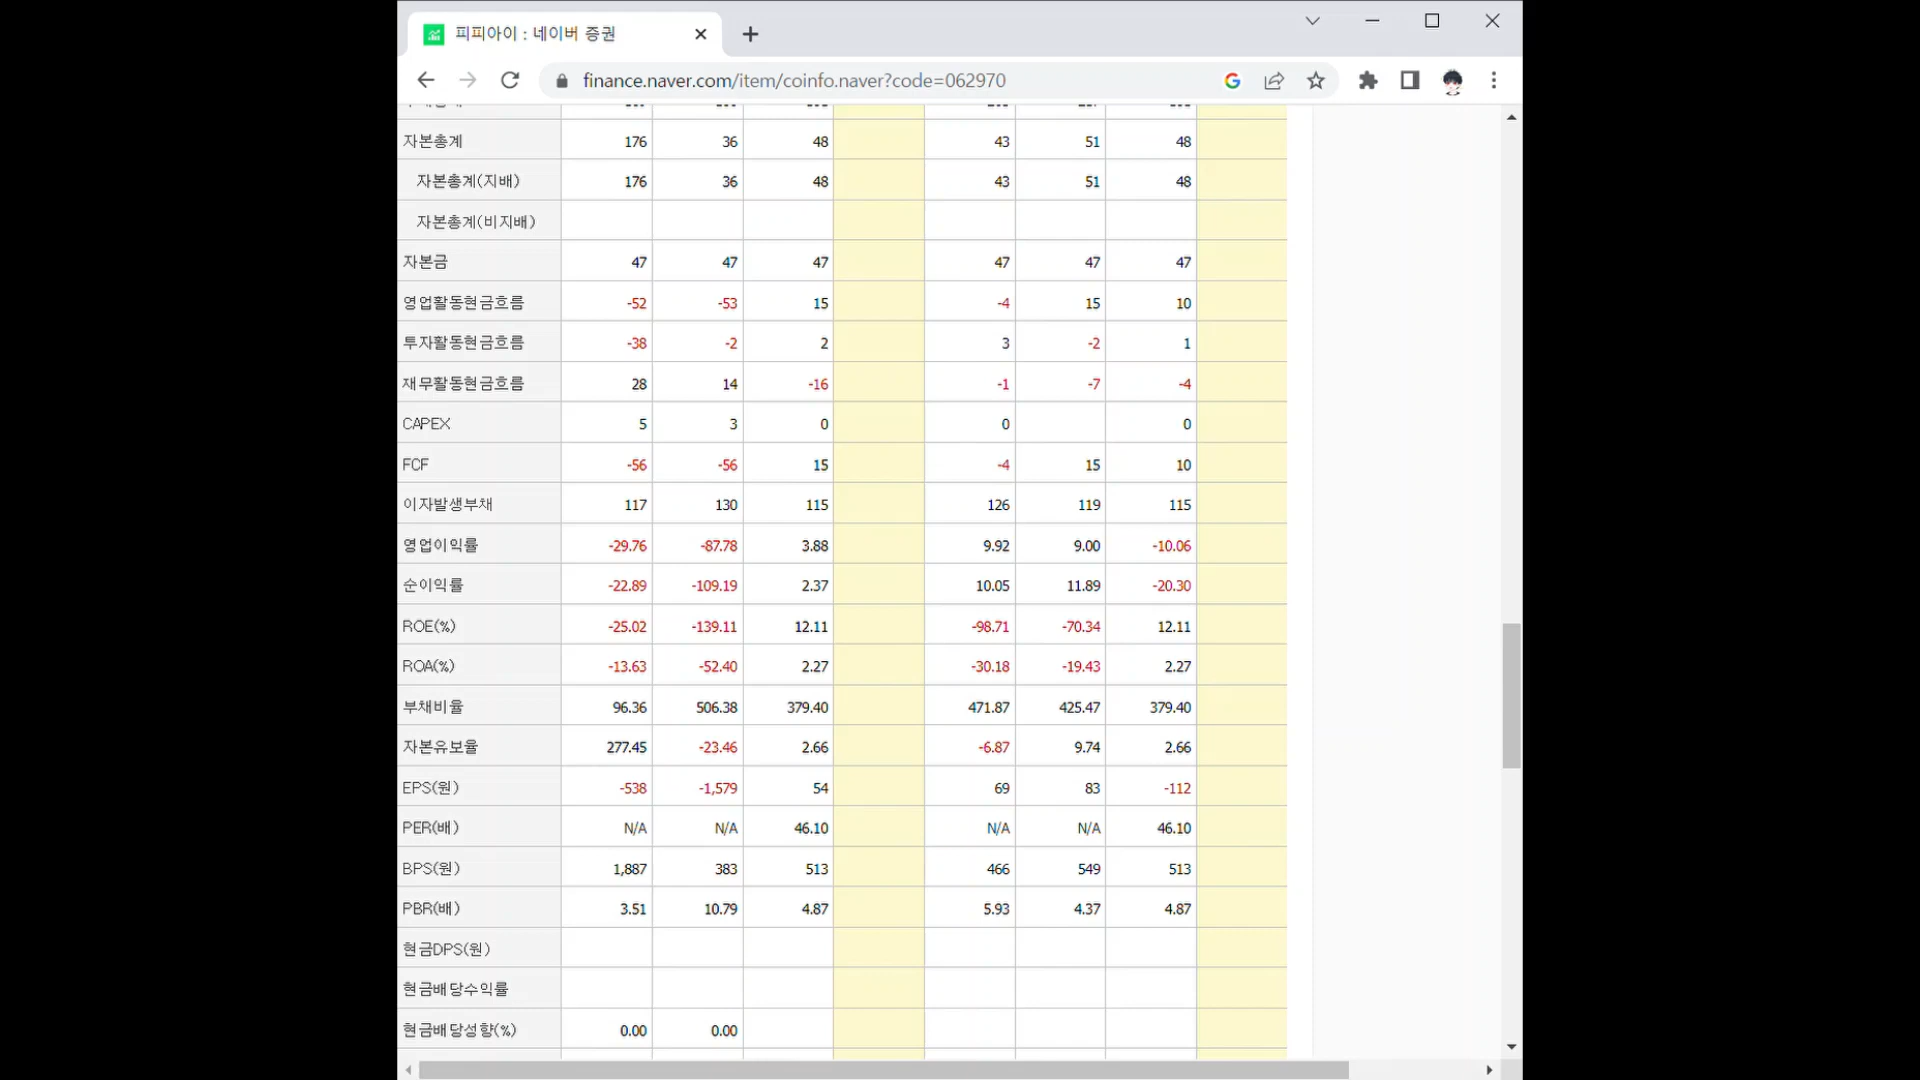 피피아이 : 네이버 증권
finance.naver.com/item/coinfo.naver?code=062970
자본총계 176 36 48 43 51 48
자본총계(지배) 176 36 48 43 51 48
자본총계(비지배)
자본금 47 47 47 47 47 47
영업활동현금흐름 -52 -53 15 -4 15 10
투자활동현금흐름 -38 -2 2 3 -2 1
재무활동현금흐름 28 14 -16 -1 -7 -4
CAPEX 5 3 0 0 0
FCF -56 -56 15 -4 15 10
이자발생부채 117 130 115 126 119 115
영업이익률 -29.76 -87.78 3.88 9.92 9.00 -10.06
순이익률 -22.89 -109.19 2.37 10.05 11.89 -20.30
ROE(%) -25.02 -139.11 12.11 -98.71 -70.34 12.11
ROA(%) -13.63 -52.40 2.27 -30.18 -19.43 2.27
부채비율 96.36 506.38 379.40 471.87 425.47 379.40
자본유보율 277.45 -23.46 2.66 -6.87 9.74 2.66
EPS(원) -538 -1,579 54 69 83 -112
PER(배) N/A N/A 46.10 N/A N/A 46.10
BPS(원) 1,887 383 513 466 549 513
PBR(배) 3.51 10.79 4.87 5.93 4.37 4.87
현금DPS(원)
현금배당수익률
현금배당성향(%) 0.00 0.00